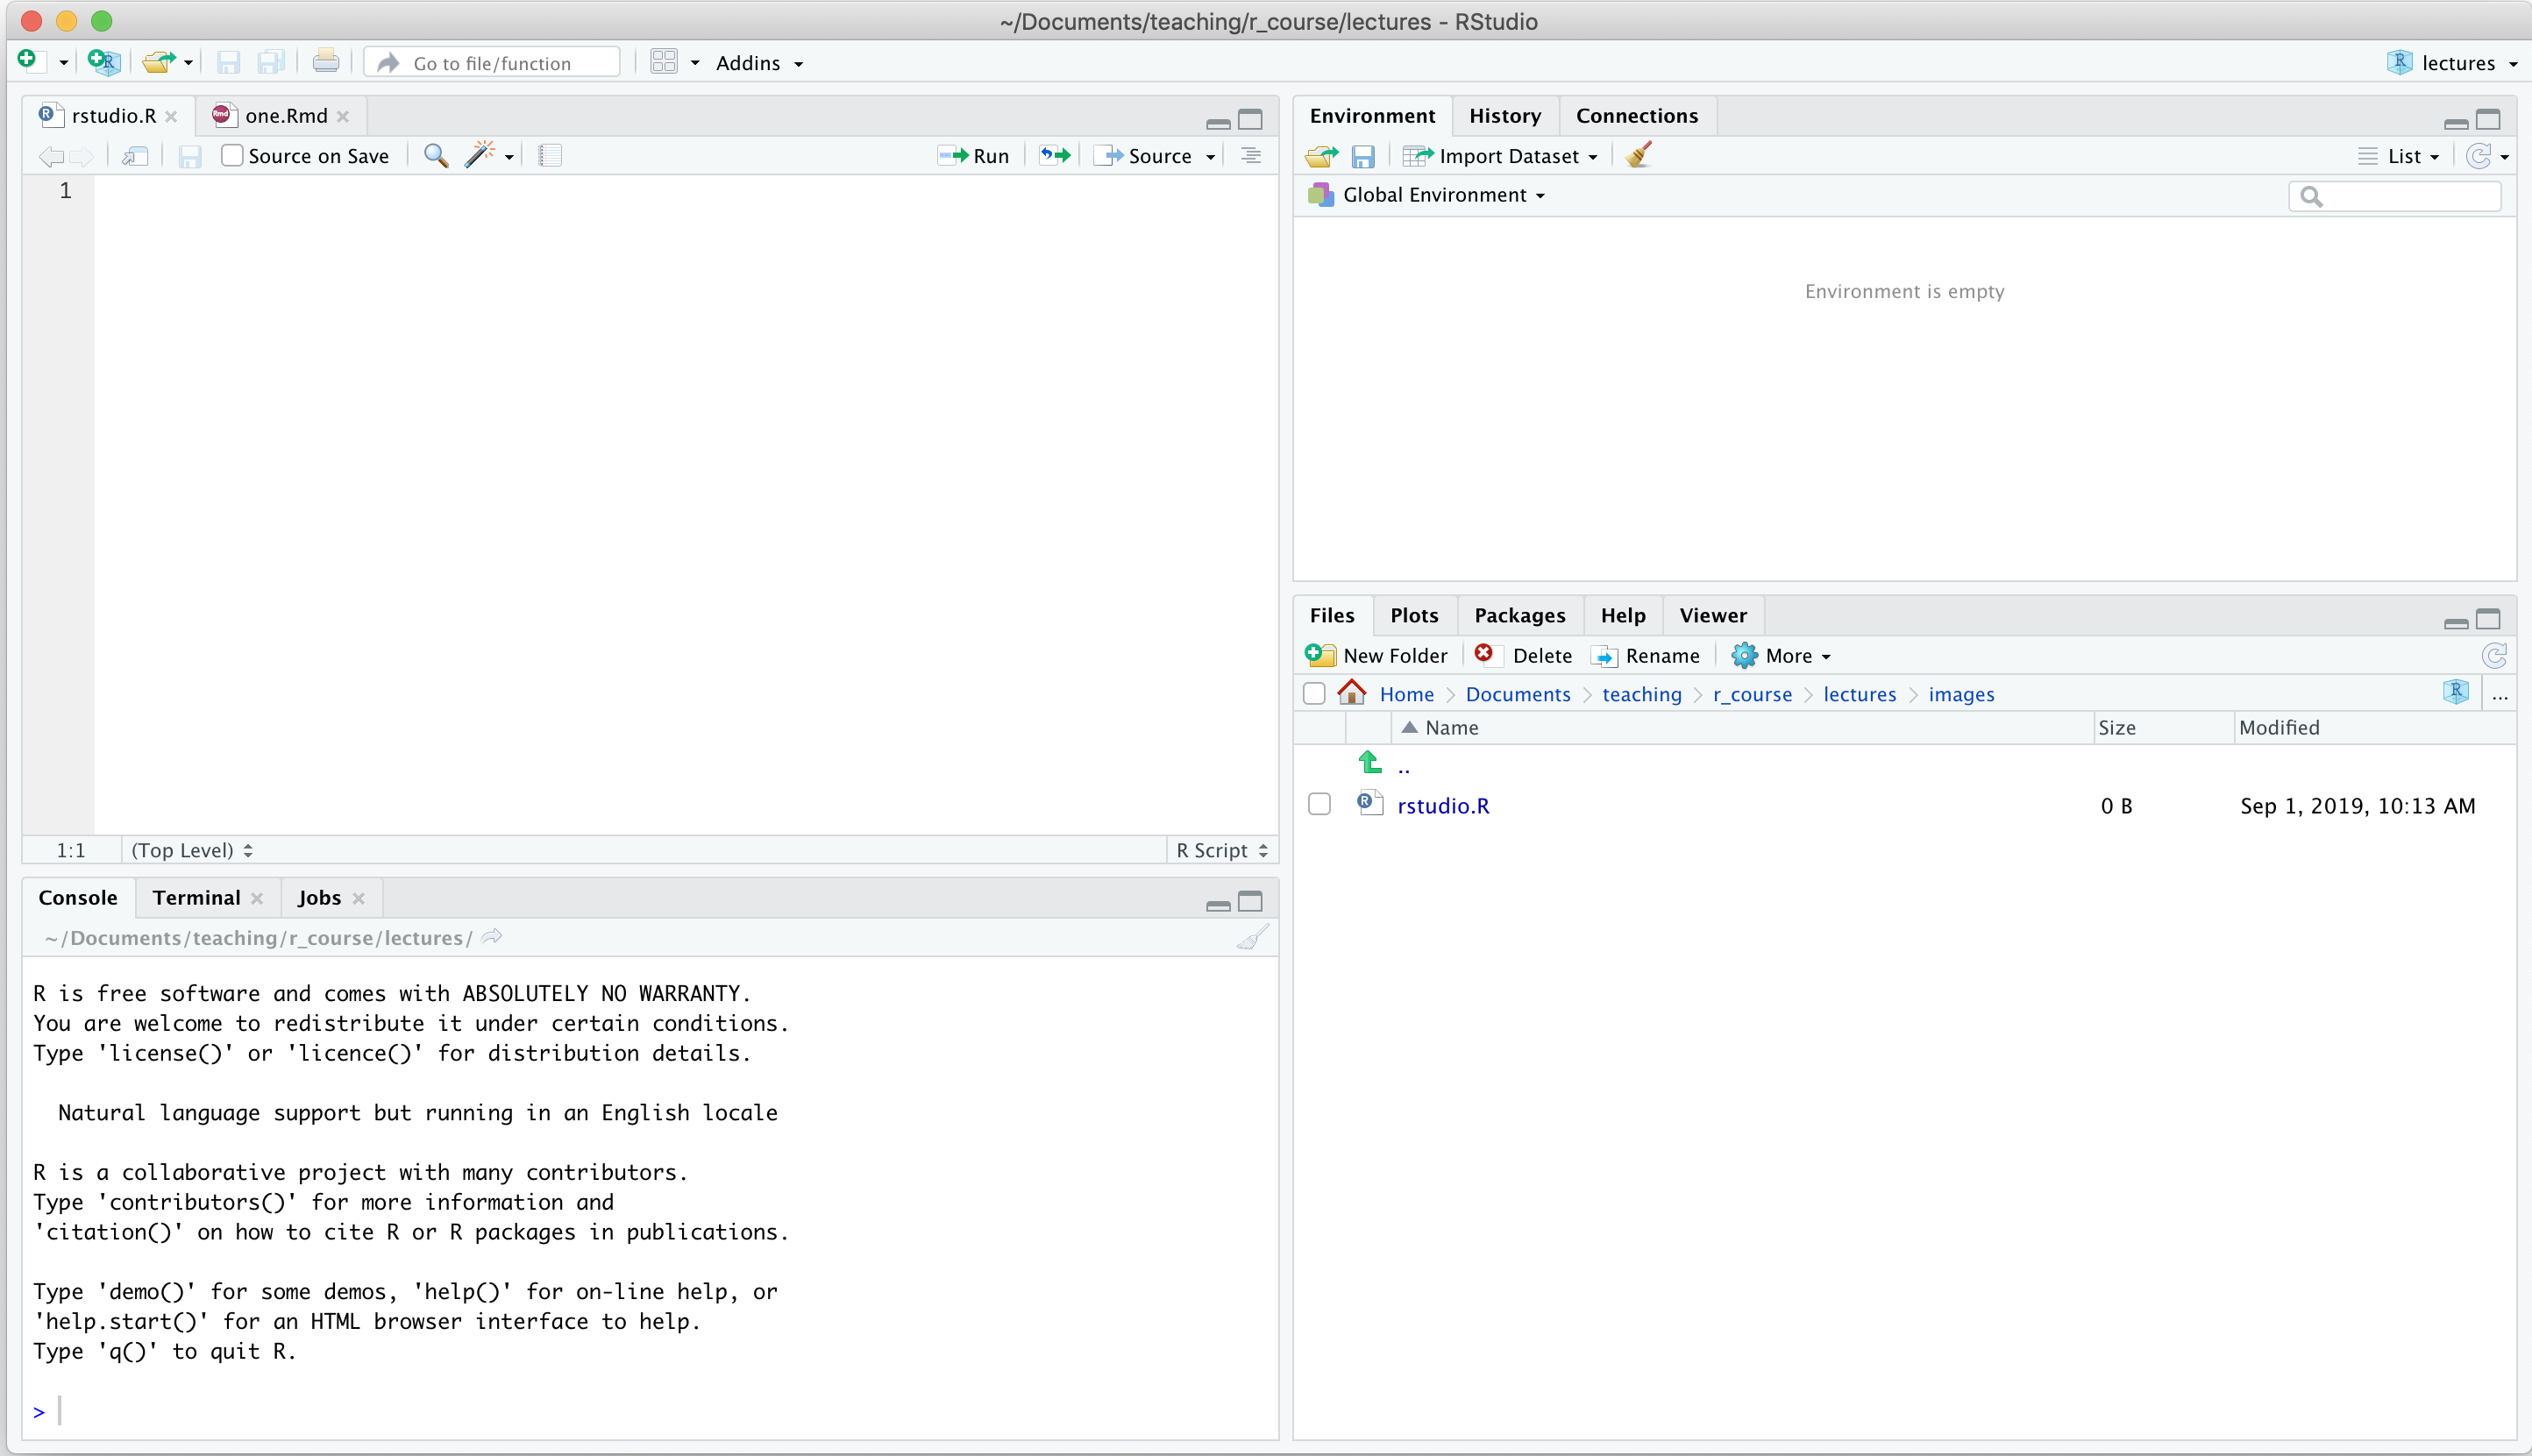 ~/Documents/teaching/r_course/lectures - RStudio
Go to file/function
Addins
lectures
rstudio.R
one.Rmd
Source on Save
Run
Source
1
1:1
(Top Level)
R Script
Console
Terminal
Jobs
~/Documents/teaching/r_course/lectures/
R is free software and comes with ABSOLUTELY NO WARRANTY.
You are welcome to redistribute it under certain conditions.
Type 'license()' or 'licence()' for distribution details.
Natural language support but running in an English locale
R is a collaborative project with many contributors.
Type 'contributors()' for more information and
'citation()' on how to cite R or R packages in publications.
Type 'demo()' for some demos, 'help()' for on-line help, or
'help.start()' for an HTML browser interface to help.
Type 'q()' to quit R.
>
Environment
History
Connections
Import Dataset
List
Global Environment
Environment is empty
Files
Plots
Packages
Help
Viewer
New Folder
Delete
Rename
More
Home
Documents
teaching
r_course
lectures
images
...
Name
Size
Modified
..
rstudio.R
0 B
Sep 1, 2019, 10:13 AM